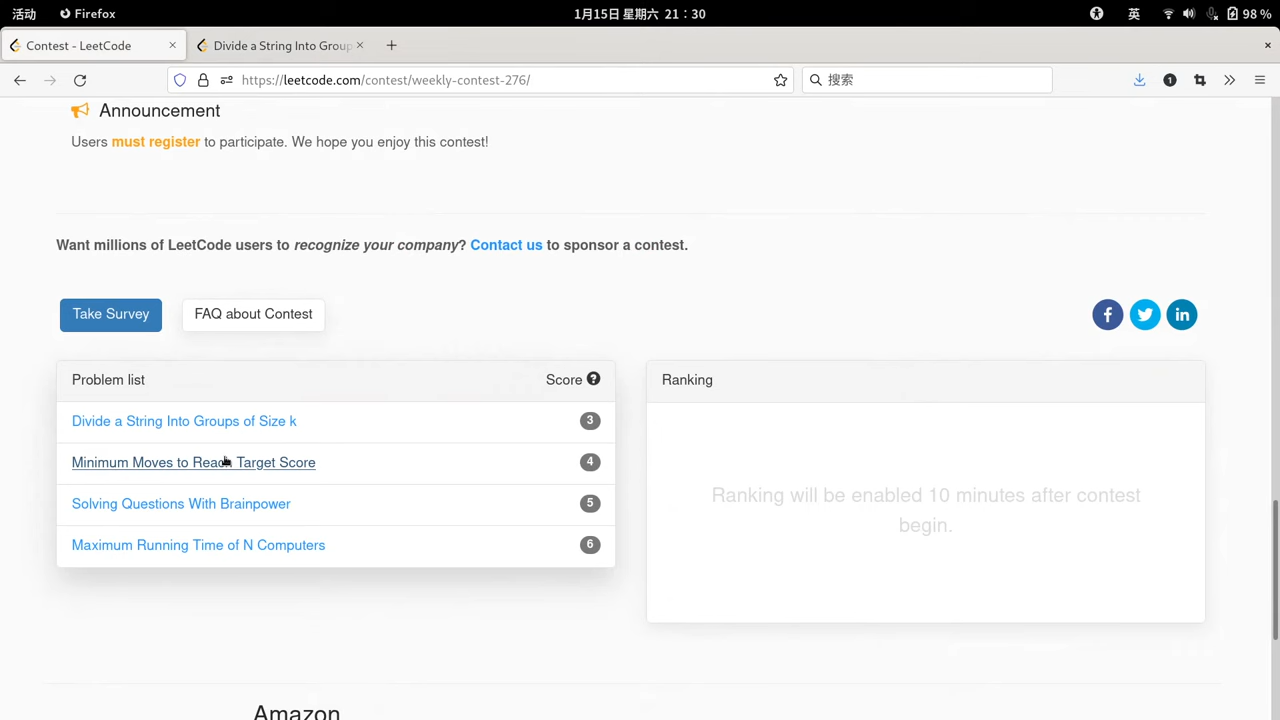 活动 Firefox 1月15日 星期六 21：30 英 98 %
Contest - LeetCode × Divide a String Into Group × + ×
https://leetcode.com/contest/weekly-contest-276/ 搜索 1
Announcement
Users must register to participate. We hope you enjoy this contest!
Want millions of LeetCode users to recognize your company? Contact us to sponsor a contest.
Take Survey FAQ about Contest
Problem list Score
Divide a String Into Groups of Size k 3
Minimum Moves to Reach Target Score 4
Solving Questions With Brainpower 5
Maximum Running Time of N Computers 6
Ranking
Ranking will be enabled 10 minutes after contest
begin.
Amazon